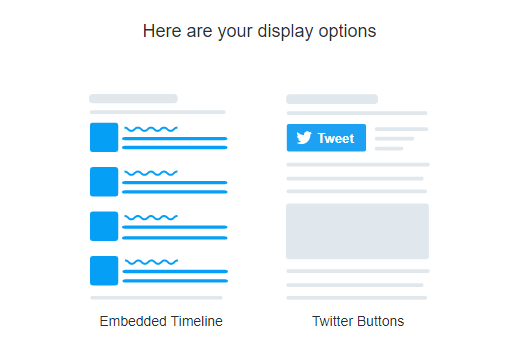 Here are your display options
Tweet
Embedded Timeline
Twitter Buttons